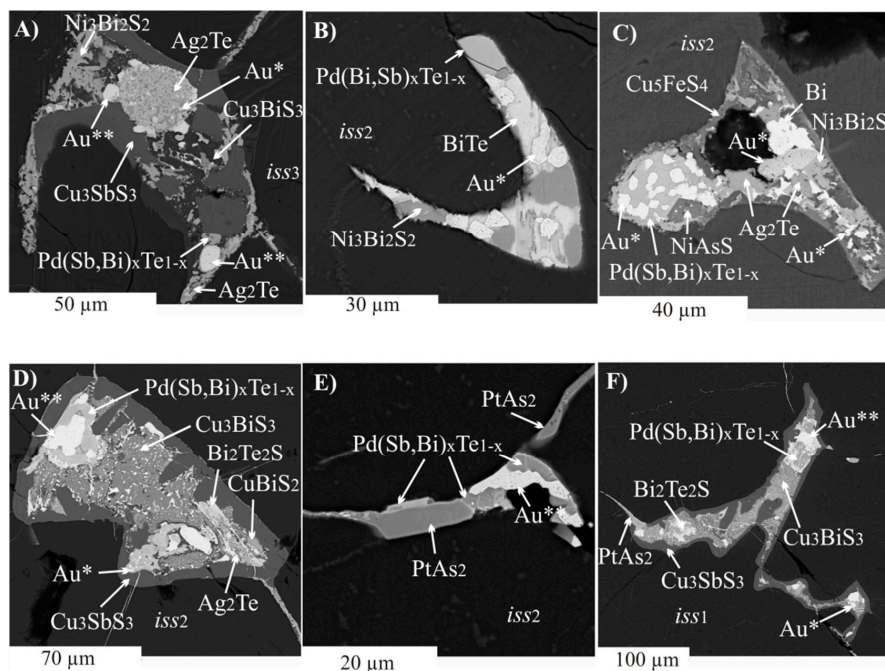 A)
Ni3Bi2S2
Ag2Te
Au*
Cu3BiS3
Au**
Cu3SbS3
iss3
Pd(Sb,Bi)xTe1-x
Au**
Ag2Te
50 µm
B)
Pd(Bi,Sb)xTe1-x
iss2
BiTe
Au*
Ni3Bi2S2
30 µm
C)
iss2
Cu5FeS4
Bi
Ni3Bi2S
Au*
Ag2Te
Au*
NiAsS
Au*
Pd(Sb,Bi)xTe1-x
40 µm
D)
Pd(Sb,Bi)xTe1-x
Au**
Cu3BiS3
Bi2Te2S
CuBiS2
Au*
Cu3SbS3
Ag2Te
iss2
70 µm
E)
PtAs2
Pd(Sb,Bi)xTe1-x
Au**
PtAs2
iss2
20 µm
F)
Pd(Sb,Bi)xTe1-x
Au**
Bi2Te2S
PtAs2
Cu3BiS3
Cu3SbS3
iss1
Au*
100 µm